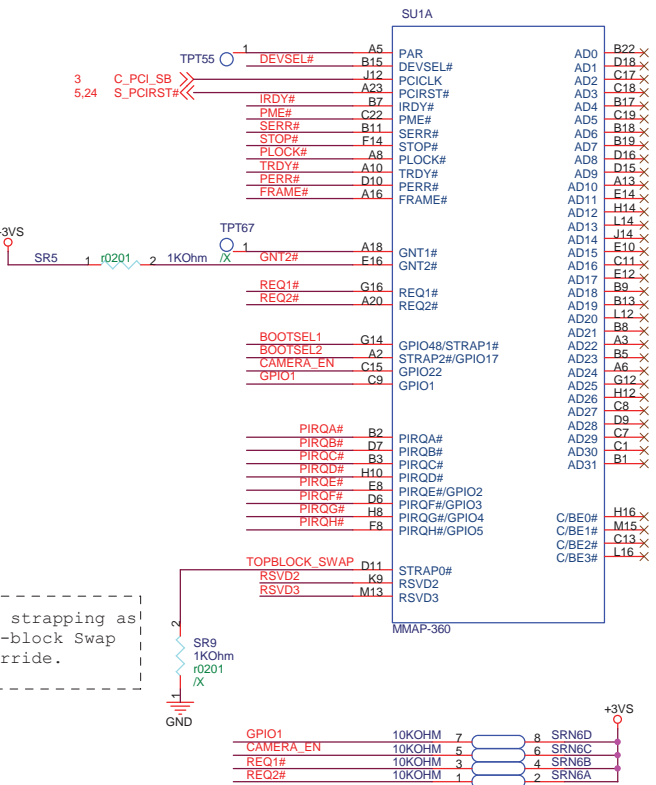 SU1A
TPT55 1 A5 PAR AD0 B22
DEVSEL# B15 DEVSEL# AD1 D18
3 C_PCI_SB J12 PCICLK AD2 C17
5,24 S_PCIRST# A23 PCIRST# AD3 C18
IRDY# B7 IRDY# AD4 B17
PME# C22 PME# AD5 C19
SERR# B11 SERR# AD6 B18
STOP# F14 STOP# AD7 B19
PLOCK# A8 PLOCK# AD8 D16
TRDY# A10 TRDY# AD9 D15
PERR# D10 PERR# AD10 A13
FRAME# A16 FRAME# AD11 E14
AD12 H14
AD13 L14
AD14 J14
TPT67 1 /X A18 GNT1# AD15 E10
+3VS SR5 1 r0201 2 1KOhm GNT2# E16 GNT2# AD16 C11
AD17 E12
REQ1# G16 REQ1# AD18 B9
REQ2# A20 REQ2# AD19 B13
AD20 L12
AD21 B8
BOOTSEL1 G14 GPIO48/STRAP1# AD22 A3
BOOTSEL2 A2 STRAP2#/GPIO17 AD23 B5
CAMERA_EN C15 GPIO22 AD24 A6
GPIO1 C9 GPIO1 AD25 G12
AD26 H12
AD27 C8
AD28 D9
PIRQA# B2 PIRQA# AD29 C7
PIRQB# D7 PIRQB# AD30 C1
PIRQC# B3 PIRQC# AD31 B1
PIRQD# H10 PIRQD#
PIRQE# E8 PIRQE#/GPIO2
PIRQF# D6 PIRQF#/GPIO3
PIRQG# H8 PIRQG#/GPIO4 C/BE0# H16
PIRQH# F8 PIRQH#/GPIO5 C/BE1# M15
C/BE2# C13
C/BE3# L16
TOPBLOCK_SWAP D11 STRAP0#
RSVD2 K9 RSVD2
RSVD3 M13 RSVD3
MMAP-360
strapping as
-block Swap
rride.
2
SR9
1KOhm
r0201
/X
1
GND
+3VS
GPIO1 10KOHM 7 8 SRN6D
CAMERA_EN 10KOHM 5 6 SRN6C
REQ1# 10KOHM 3 4 SRN6B
REQ2# 10KOHM 1 2 SRN6A